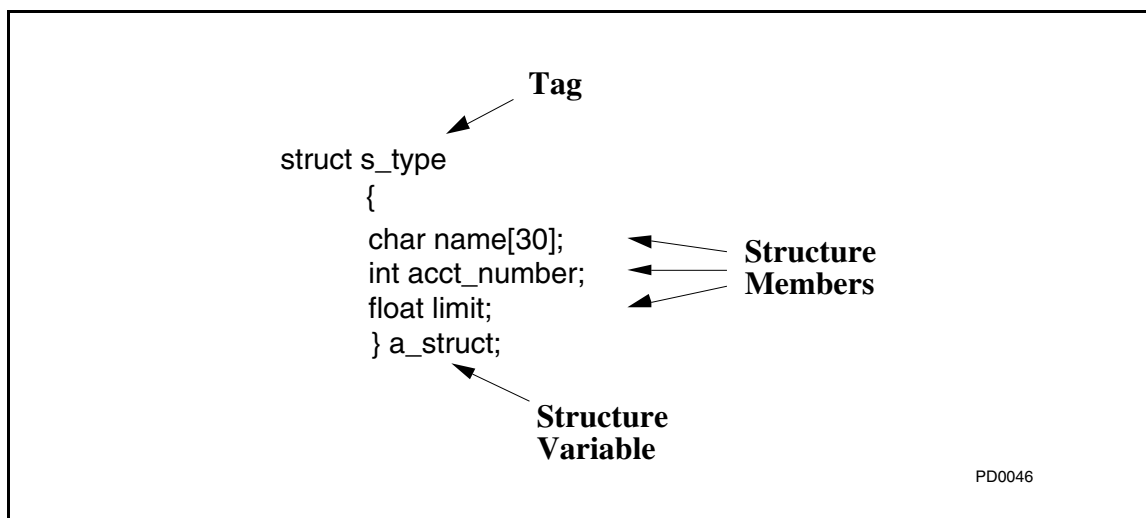 Tag
struct s_type
{
char name[30];
int acct_number;
float limit;
} a_struct;
Structure
Members
Structure
Variable
PD0046